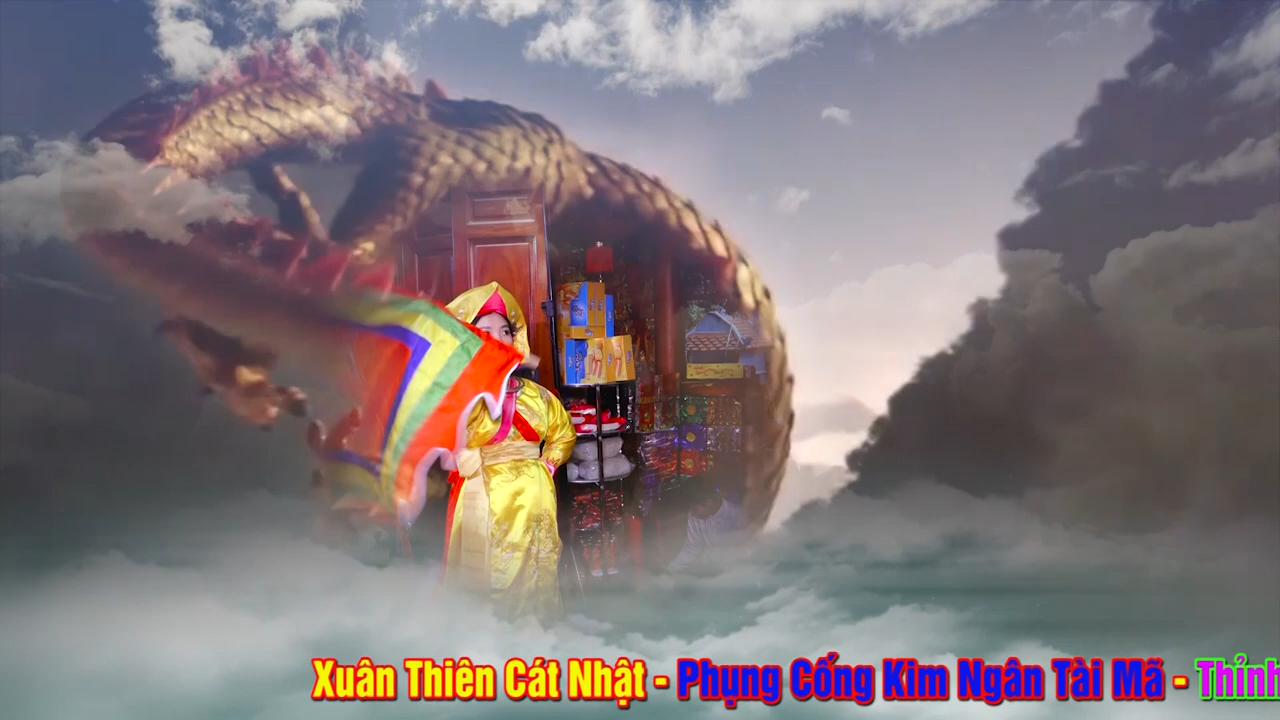 Xuân Thiên Cát Nhật - Phụng Cống Kim Ngân Tài Mã - Thỉnh